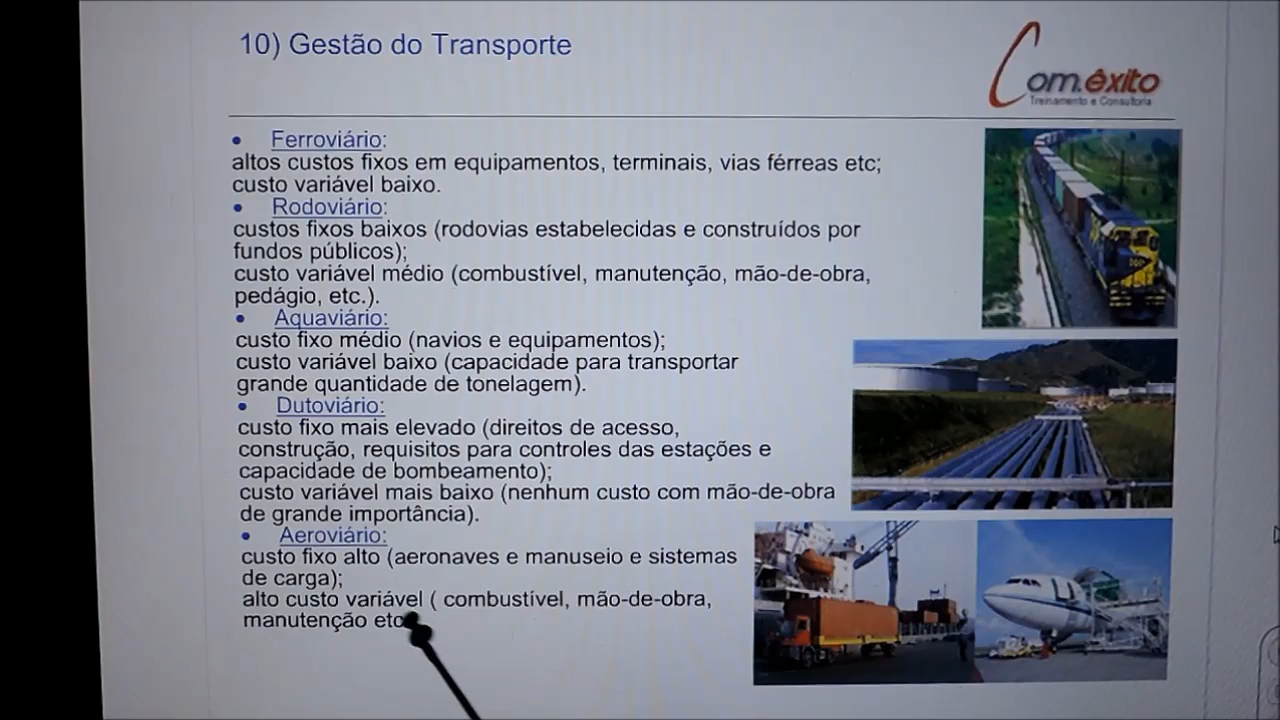 10) Gestão do Transporte
Com.êxito
Treinamento e Consultoria
• Ferroviário:
altos custos fixos em equipamentos, terminais, vias férreas etc;
custo variável baixo.
• Rodoviário:
custos fixos baixos (rodovias estabelecidas e construídos por
fundos públicos);
custo variável médio (combustível, manutenção, mão-de-obra,
pedágio, etc.).
• Aquaviário:
custo fixo médio (navios e equipamentos);
custo variável baixo (capacidade para transportar
grande quantidade de tonelagem).
• Dutoviário:
custo fixo mais elevado (direitos de acesso,
construção, requisitos para controles das estações e
capacidade de bombeamento);
custo variável mais baixo (nenhum custo com mão-de-obra
de grande importância).
• Aeroviário:
custo fixo alto (aeronaves e manuseio e sistemas
de carga);
alto custo variável ( combustível, mão-de-obra,
manutenção etc